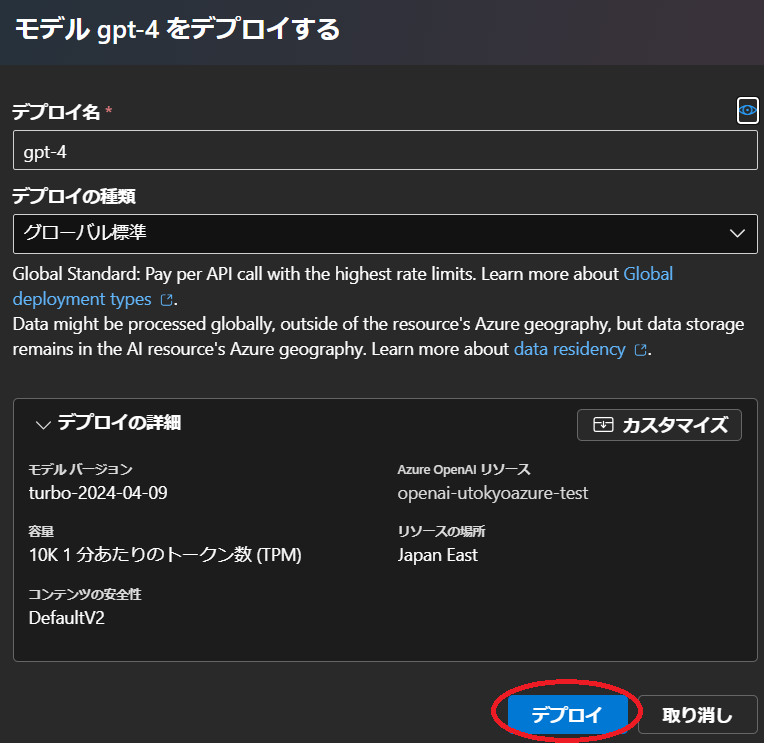 モデル gpt-4 をデプロイする
デプロイ名 *
gpt-4
デプロイの種類
グローバル標準
Global Standard: Pay per API call with the highest rate limits. Learn more about Global
deployment types.
Data might be processed globally, outside of the resource's Azure geography, but data storage
remains in the AI resource's Azure geography. Learn more about data residency.
デプロイの詳細
カスタマイズ
モデル バージョン
turbo-2024-04-09
Azure OpenAI リソース
openai-utokyoazure-test
容量
10K 1 分あたりのトークン数 (TPM)
リソースの場所
Japan East
コンテンツの安全性
DefaultV2
デプロイ
取り消し